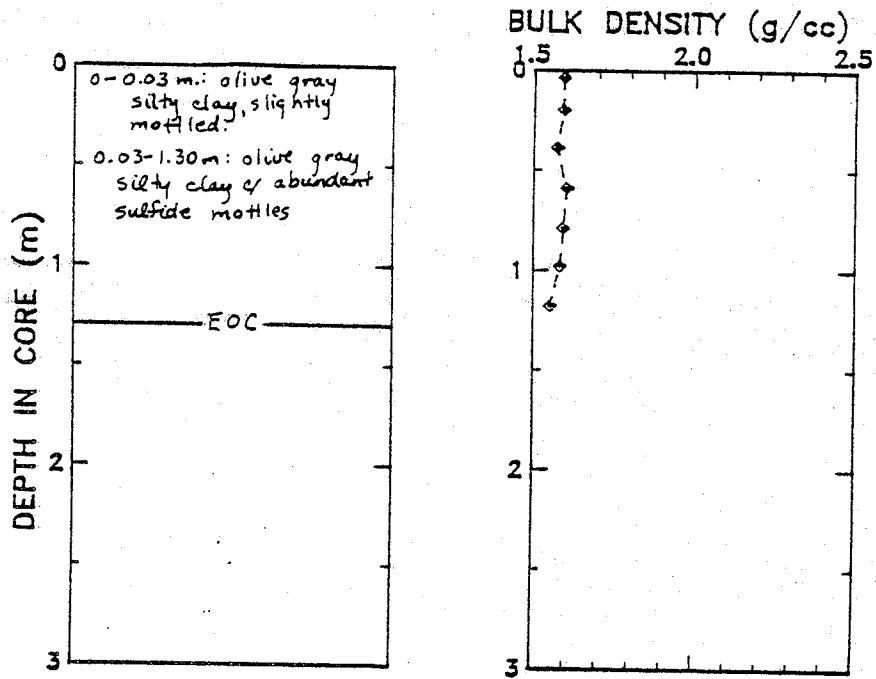 BULK DENSITY (g/cc)
1.5 2.0 2.5
0
0-0.03 m.: olive gray
silty clay, slightly
mottled.
0.03-1.30m: olive gray
silty clay c/ abundant
sulfide mottles
1
EOC
2
3
DEPTH IN CORE (m)
0
1
2
3